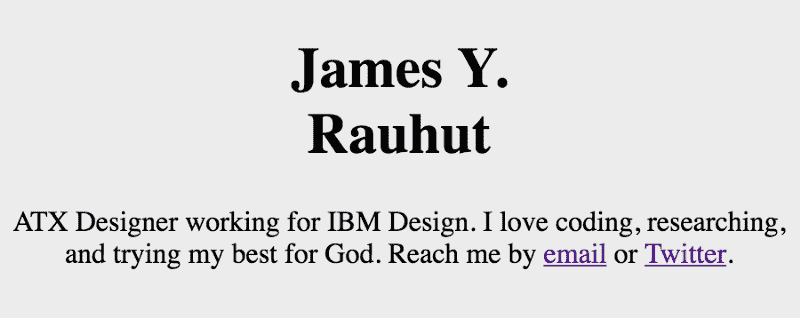 James Y.
Rauhut
ATX Designer working for IBM Design. I love coding, researching,
and trying my best for God. Reach me by email or Twitter.